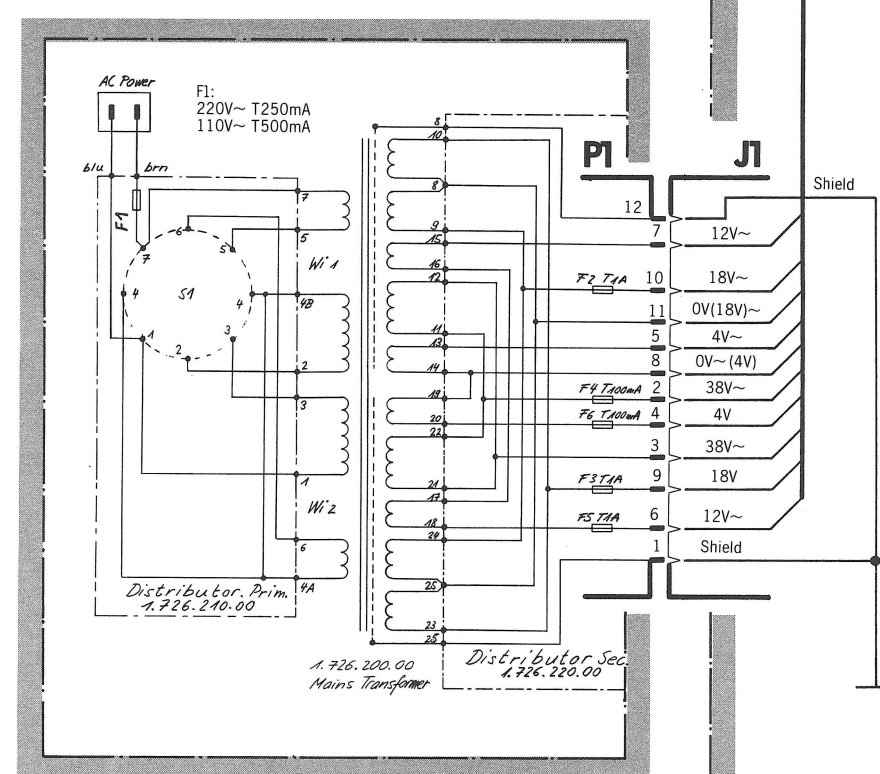 AC Power
F1:
220V~ T250mA
110V~ T500mA
blu
brn
F1
7
6
5
4
S1
4
1
2
3
7
5
Wi 1
4B
2
3
1
Wi 2
6
4A
Distributor. Prim.
1.726.210.00
8
10
8
9
15
16
12
11
13
14
19
20
22
21
17
18
24
25
23
25
1.726.200.00
Mains Transformer
Distributor Sec.
1.726.220.00
P1
J1
Shield
12
7
12V~
F2 T1A
10
18V~
11
0V(18V)~
5
4V~
8
0V~(4V)
F4 T100mA
2
38V~
F6 T100mA
4
4V
3
38V~
F3 T1A
9
18V
F5 T1A
6
12V~
1
Shield